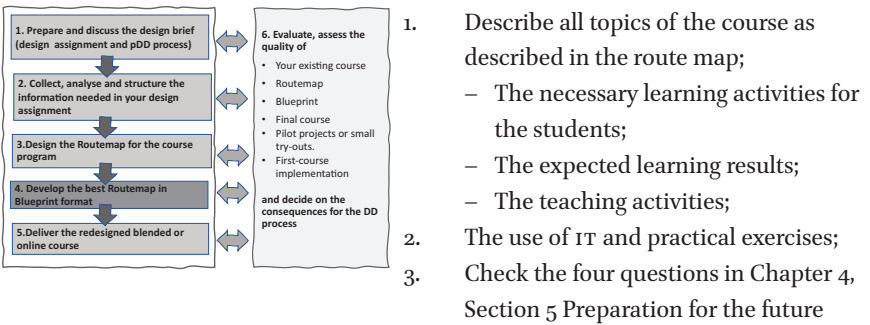 1. Prepare and discuss the design brief
(design assignment and pDD process)
2. Collect, analyse and structure the
information needed in your design
assignment
3.Design the Routemap for the course
program
4. Develop the best Routemap in
Blueprint format
5.Deliver the redesigned blended or
online course
6. Evaluate, assess the
quality of
• Your existing course
• Routemap
• Blueprint
• Final course
• Pilot projects or small
try-outs.
• First-course
implementation
and decide on the
consequences for the DD
process
1. Describe all topics of the course as
described in the route map;
– The necessary learning activities for
the students;
– The expected learning results;
– The teaching activities;
2. The use of IT and practical exercises;
3. Check the four questions in Chapter 4,
Section 5 Preparation for the future